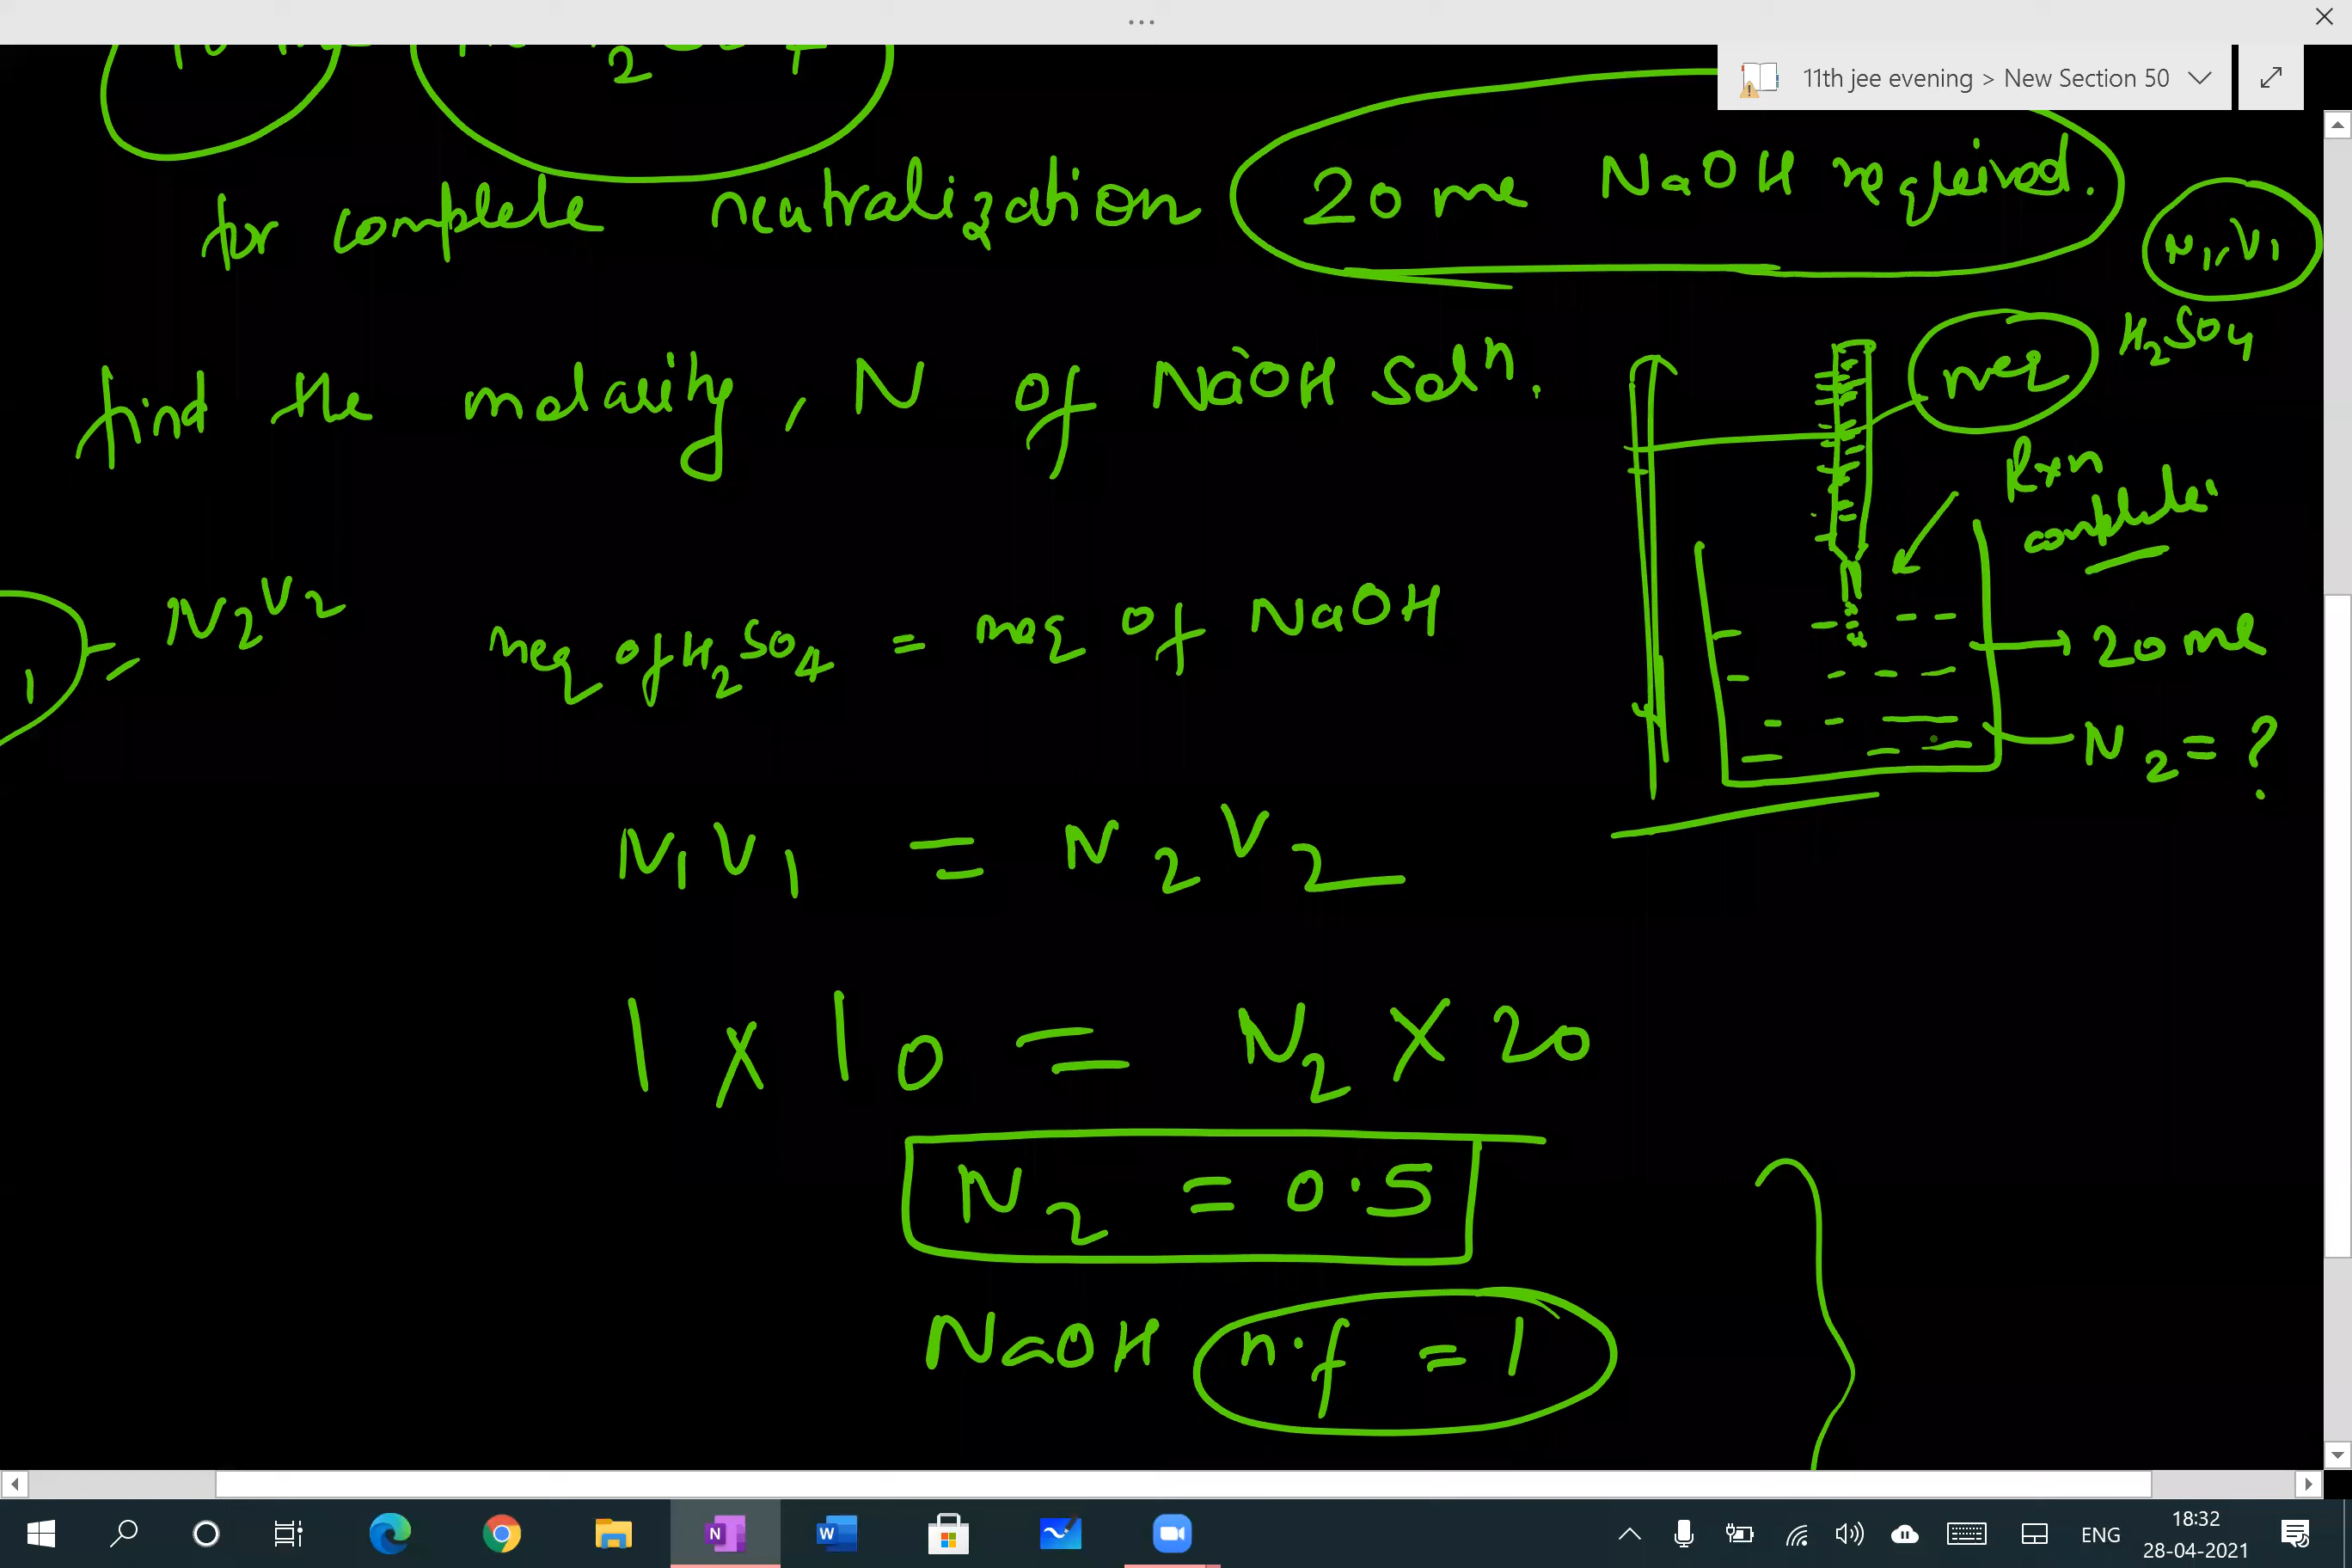 ...
11th jee evening > New Section 50
2
for complete neutralization 20 ml NaOH required.
N1, V1
find the molarity, N of NaOH Solⁿ.
meq H2SO4
Rxn
complete
1 = N2V2
meq of H2SO4 = meq of NaOH
20 ml
N2 = ?
N1V1 = N2V2
1 x 10 = N2 x 20
N2 = 0.5
NaOH n.f = 1
ENG
18:32
28-04-2021